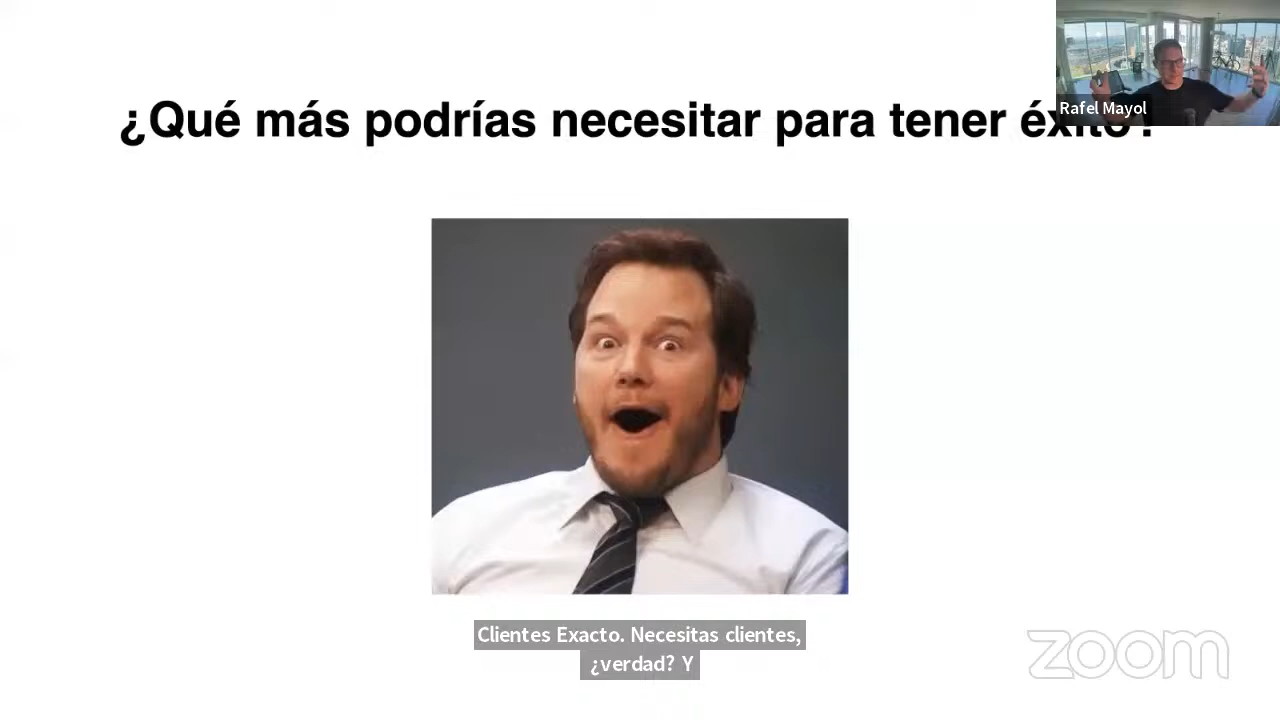 ¿Qué más podrías necesitar para tener éxito?
Rafel Mayol
Clientes Exacto. Necesitas clientes,
¿verdad? Y
zoom